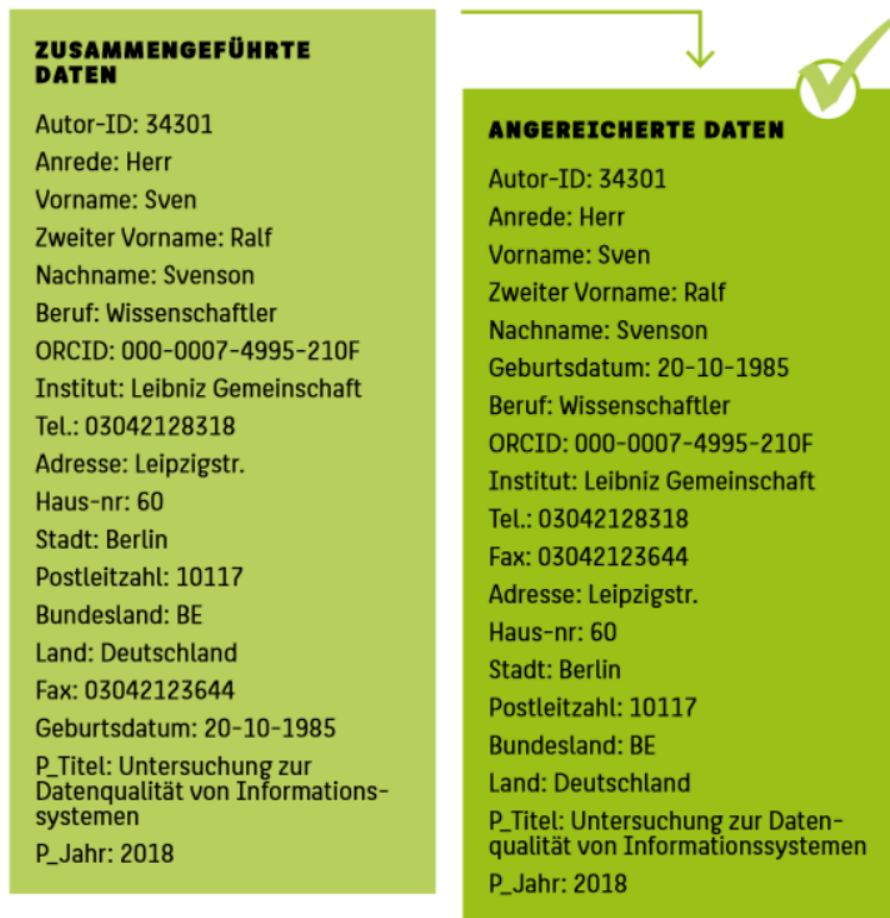 ZUSAMMENGEFÜHRTE
DATEN
Autor-ID: 34301
Anrede: Herr
Vorname: Sven
Zweiter Vorname: Ralf
Nachname: Svenson
Beruf: Wissenschaftler
ORCID: 000-0007-4995-210F
Institut: Leibniz Gemeinschaft
Tel.: 03042128318
Adresse: Leipzigstr.
Haus-nr: 60
Stadt: Berlin
Postleitzahl: 10117
Bundesland: BE
Land: Deutschland
Fax: 03042123644
Geburtsdatum: 20-10-1985
P_Titel: Untersuchung zur
Datenqualität von Informations-
systemen
P_Jahr: 2018
ANGEREICHERTE DATEN
Autor-ID: 34301
Anrede: Herr
Vorname: Sven
Zweiter Vorname: Ralf
Nachname: Svenson
Geburtsdatum: 20-10-1985
Beruf: Wissenschaftler
ORCID: 000-0007-4995-210F
Institut: Leibniz Gemeinschaft
Tel.: 03042128318
Fax: 03042123644
Adresse: Leipzigstr.
Haus-nr: 60
Stadt: Berlin
Postleitzahl: 10117
Bundesland: BE
Land: Deutschland
P_Titel: Untersuchung zur Daten-
qualität von Informationssystemen
P_Jahr: 2018